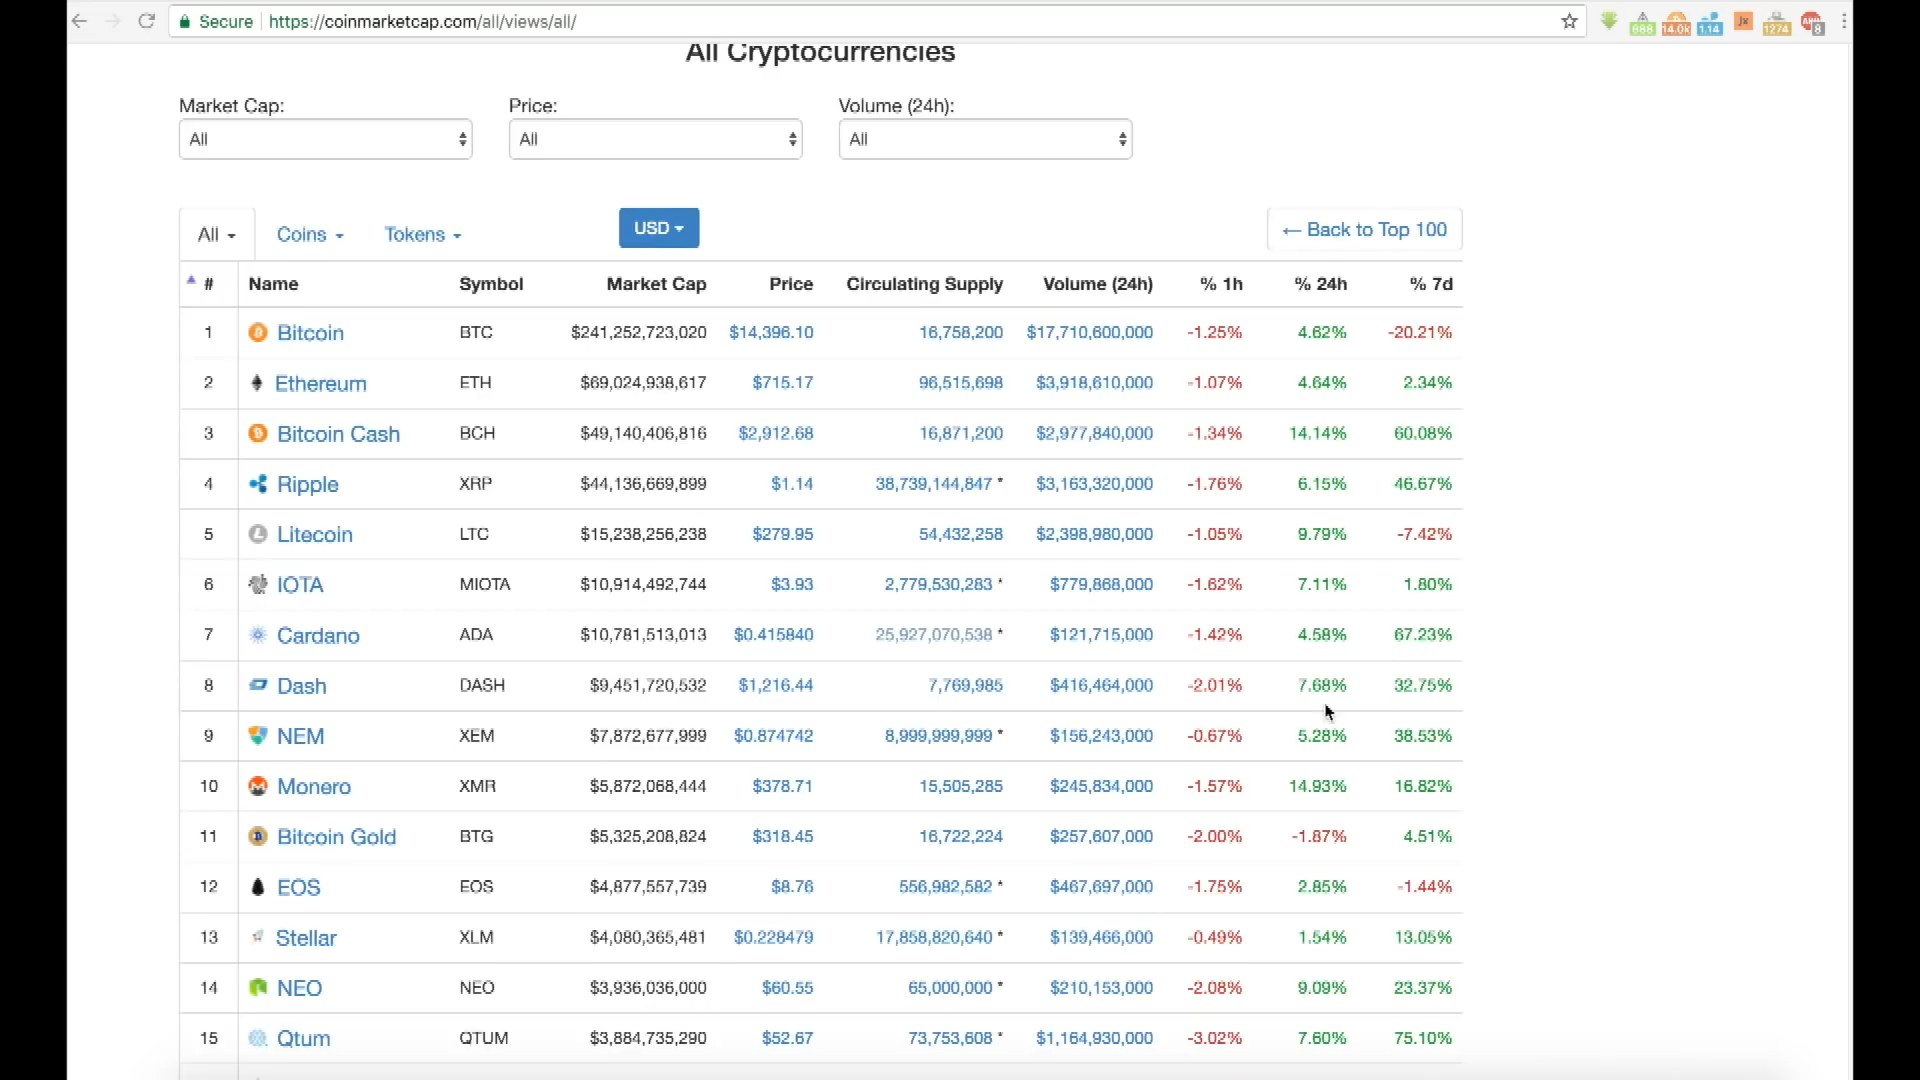 Secure https://coinmarketcap.com/all/views/all/ 688 14.0k 1.14 Jx 1274 ABP 8
All Cryptocurrencies
Market Cap: Price: Volume (24h):
All All All
All Coins Tokens USD ← Back to Top 100
# Name Symbol Market Cap Price Circulating Supply Volume (24h) % 1h % 24h % 7d
1 Bitcoin BTC $241,252,723,020 $14,396.10 16,758,200 $17,710,600,000 -1.25% 4.62% -20.21%
2 Ethereum ETH $69,024,938,617 $715.17 96,515,698 $3,918,610,000 -1.07% 4.64% 2.34%
3 Bitcoin Cash BCH $49,140,406,816 $2,912.68 16,871,200 $2,977,840,000 -1.34% 14.14% 60.08%
4 Ripple XRP $44,136,669,899 $1.14 38,739,144,847 * $3,163,320,000 -1.76% 6.15% 46.67%
5 Litecoin LTC $15,238,256,238 $279.95 54,432,258 $2,398,980,000 -1.05% 9.79% -7.42%
6 IOTA MIOTA $10,914,492,744 $3.93 2,779,530,283 * $779,868,000 -1.62% 7.11% 1.80%
7 Cardano ADA $10,781,513,013 $0.415840 25,927,070,538 * $121,715,000 -1.42% 4.58% 67.23%
8 Dash DASH $9,451,720,532 $1,216.44 7,769,985 $416,464,000 -2.01% 7.68% 32.75%
9 NEM XEM $7,872,677,999 $0.874742 8,999,999,999 * $156,243,000 -0.67% 5.28% 38.53%
10 Monero XMR $5,872,068,444 $378.71 15,505,285 $245,834,000 -1.57% 14.93% 16.82%
11 Bitcoin Gold BTG $5,325,208,824 $318.45 16,722,224 $257,607,000 -2.00% -1.87% 4.51%
12 EOS EOS $4,877,557,739 $8.76 556,982,582 * $467,697,000 -1.75% 2.85% -1.44%
13 Stellar XLM $4,080,365,481 $0.228479 17,858,820,640 * $139,466,000 -0.49% 1.54% 13.05%
14 NEO NEO $3,936,036,000 $60.55 65,000,000 * $210,153,000 -2.08% 9.09% 23.37%
15 Qtum QTUM $3,884,735,290 $52.67 73,753,608 * $1,164,930,000 -3.02% 7.60% 75.10%